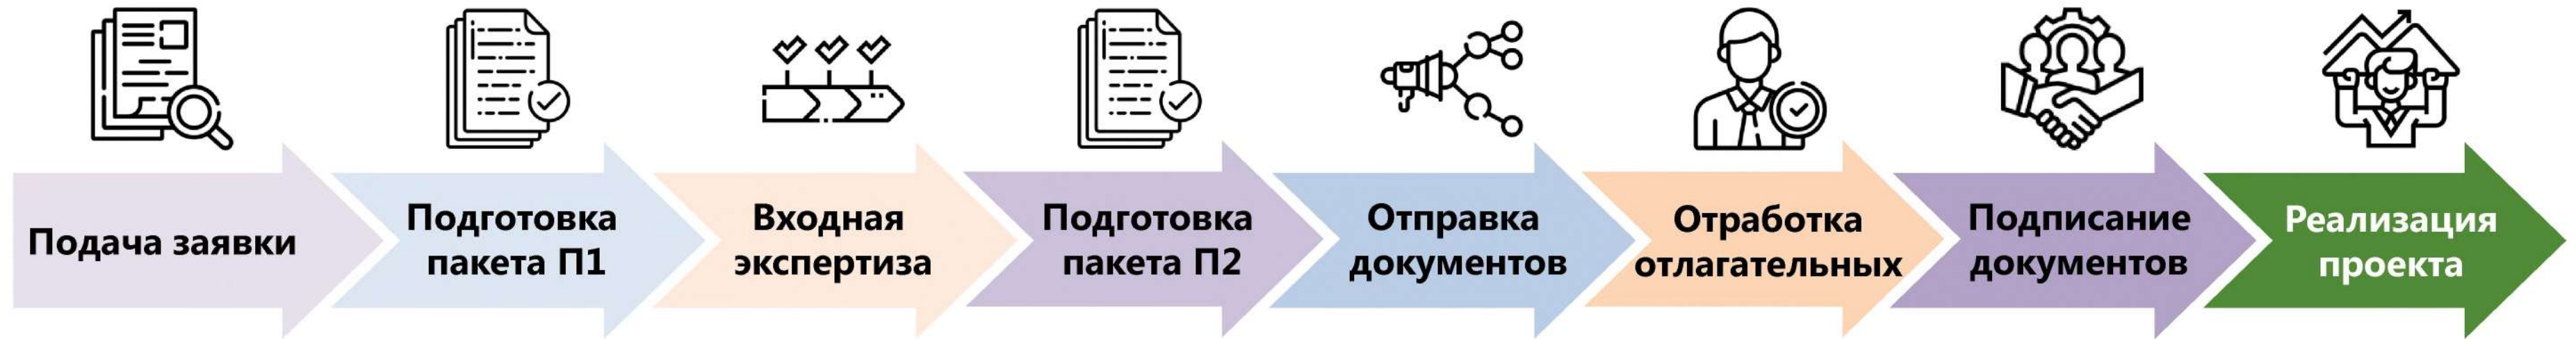 Подача заявки
Подготовка
пакета П1
Входная
экспертиза
Подготовка
пакета П2
Отправка
документов
Отработка
отлагательных
Подписание
документов
Реализация
проекта